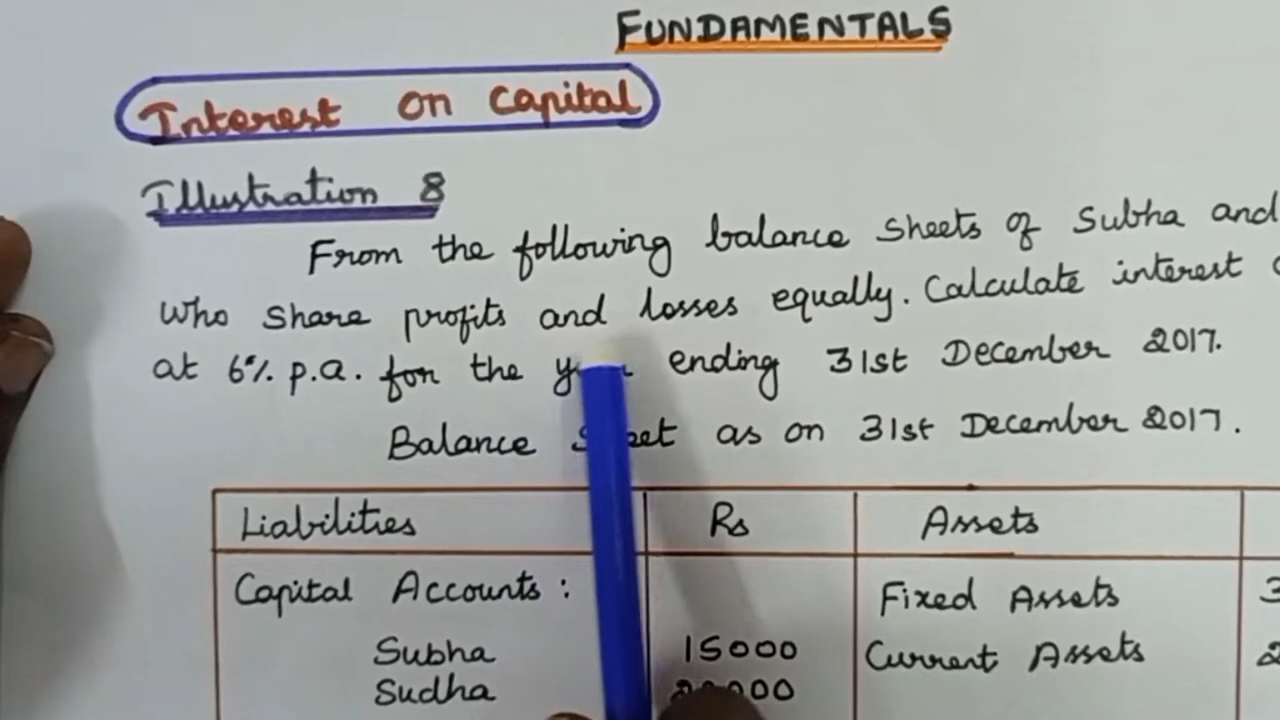 FUNDAMENTALS
Interest on capital
Illustration 8
From the following balance sheets of Subha and
who share profits and losses equally. Calculate interest
at 6% p.a. for the ending 31st December 2017.
Balance as on 31st December 2017.
Liabilities Rs Assets
Capital Accounts : Fixed Assets
Subha 15000 Current Assets
Sudha